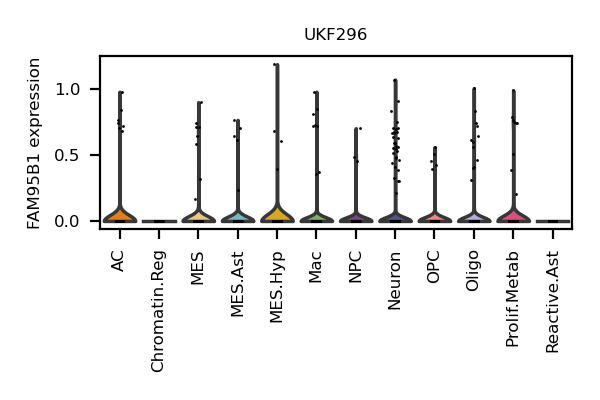 UKF296
FAM95B1 expression
1.0
0.5
0.0
AC
Chromatin.Reg
MES
MES.Ast
MES.Hyp
Mac
NPC
Neuron
OPC
Oligo
Prolif.Metab
Reactive.Ast